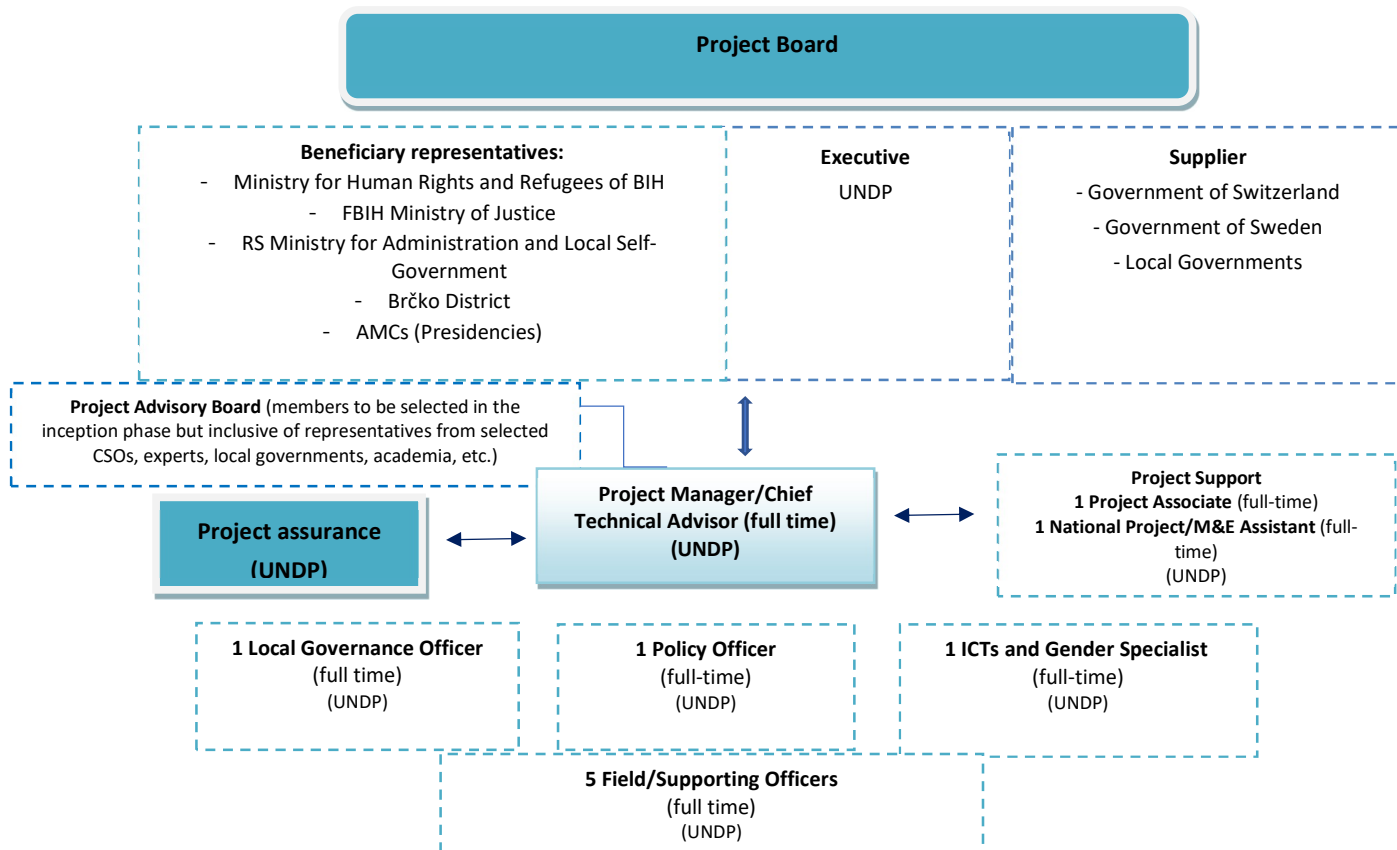 Project Board
Beneficiary representatives:
- Ministry for Human Rights and Refugees of BIH
- FBIH Ministry of Justice
- RS Ministry for Administration and Local Self-
Government
- Brčko District
- AMCs (Presidencies)
Executive
UNDP
Supplier
- Government of Switzerland
- Government of Sweden
- Local Governments
Project Advisory Board (members to be selected in the
inception phase but inclusive of representatives from selected
CSOs, experts, local governments, academia, etc.)
Project assurance
(UNDP)
Project Manager/Chief
Technical Advisor (full time)
(UNDP)
Project Support
1 Project Associate (full-time)
1 National Project/M&E Assistant (full-
time)
(UNDP)
1 Local Governance Officer
(full time)
(UNDP)
1 Policy Officer
(full-time)
(UNDP)
1 ICTs and Gender Specialist
(full-time)
(UNDP)
5 Field/Supporting Officers
(full time)
(UNDP)